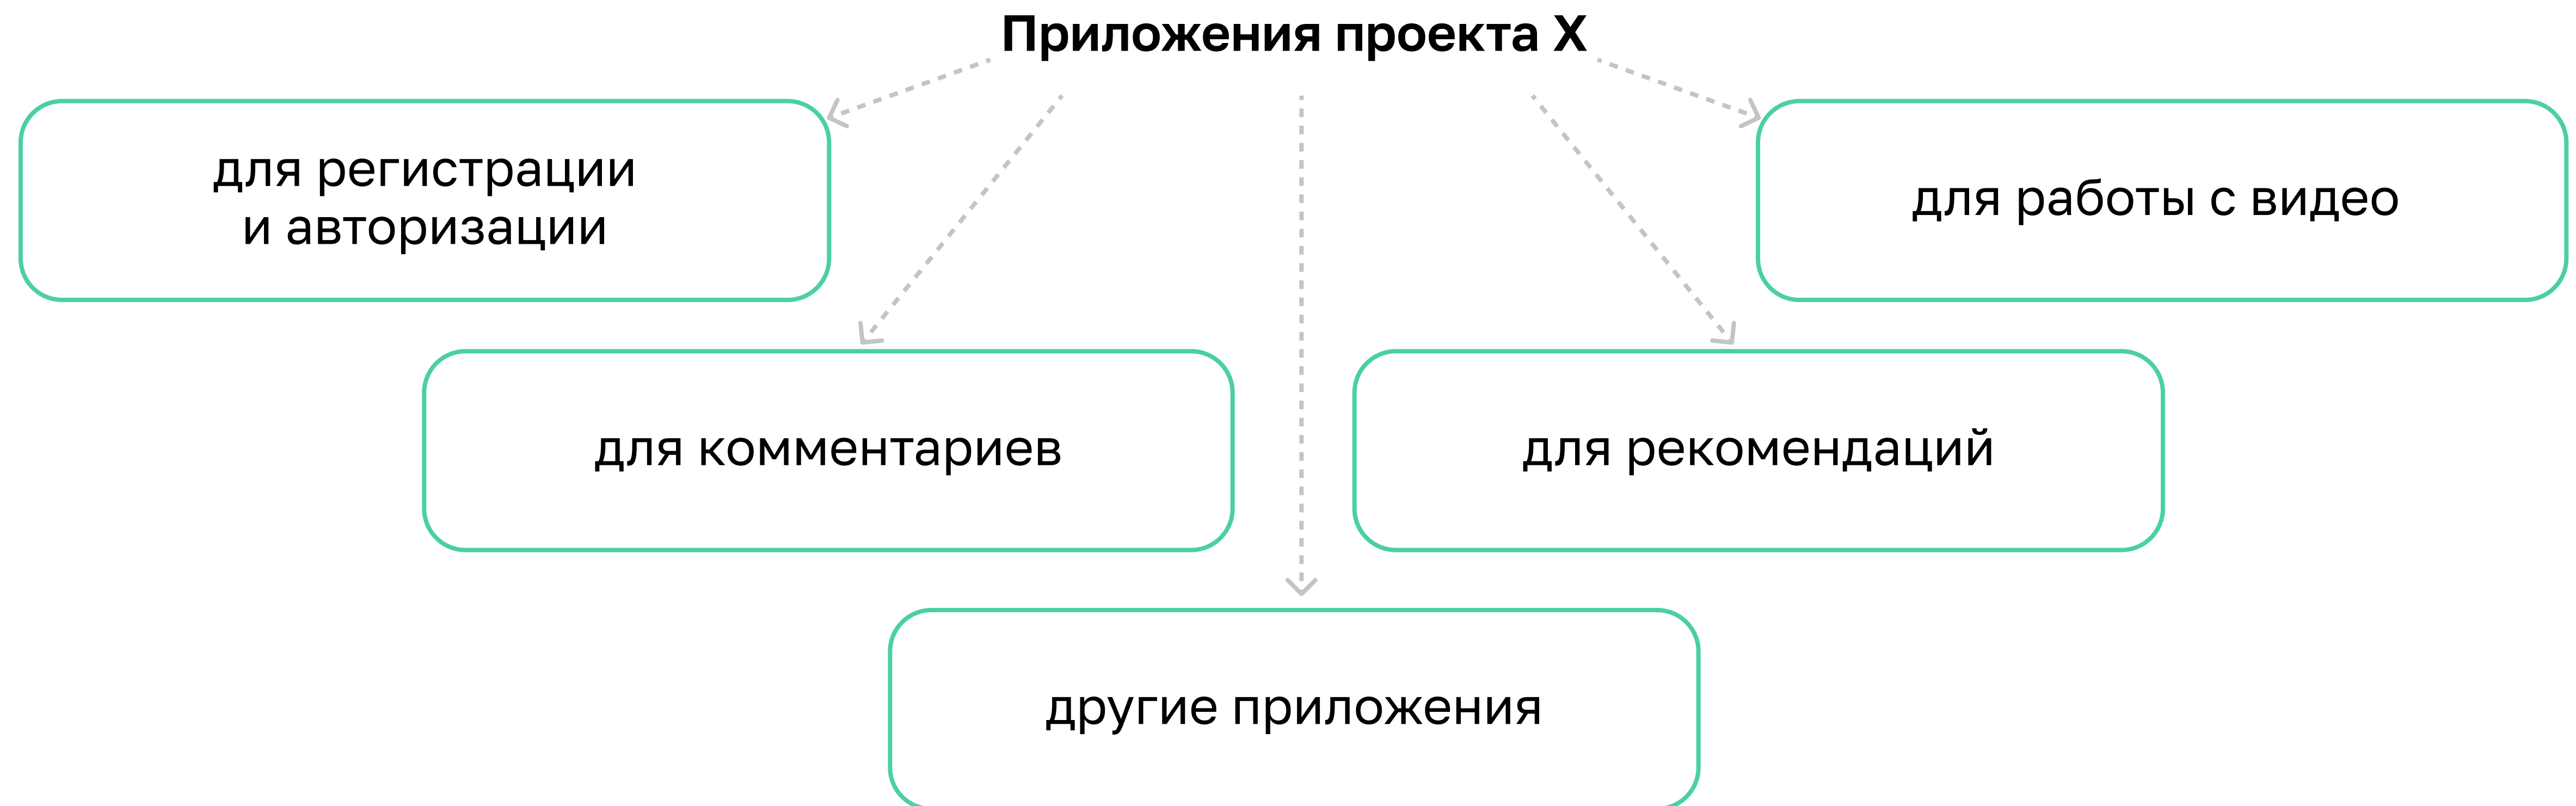 Приложения проекта X
для регистрации
и авторизации
для работы с видео
для комментариев
для рекомендаций
другие приложения